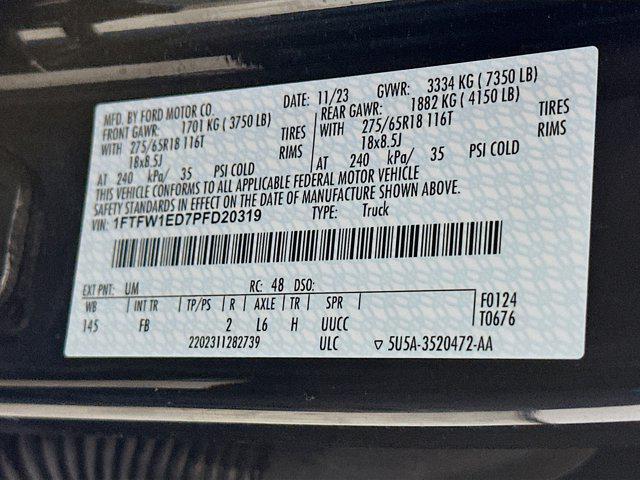 MFD. BY FORD MOTOR CO. DATE: 11/23 GVWR: 3334 KG ( 7350 LB)
FRONT GAWR: 1701 KG ( 3750 LB) REAR GAWR: 1882 KG ( 4150 LB)
WITH 275/65R18 116T TIRES WITH 275/65R18 116T TIRES
18x8.5J RIMS 18x8.5J RIMS
AT 240 kPa/ 35 PSI COLD AT 240 kPa/ 35 PSI COLD
THIS VEHICLE CONFORMS TO ALL APPLICABLE FEDERAL MOTOR VEHICLE
SAFETY STANDARDS IN EFFECT ON THE DATE OF MANUFACTURE SHOWN ABOVE.
VIN: 1FTFW1ED7PFD20319 TYPE: Truck
EXT PNT: UM RC: 48 DSO:
WB INT TR TP/PS R AXLE TR SPR F0124
145 FB 2 L6 H UUCC T0676
2202311282739 ULC ▽ 5U5A-3520472-AA